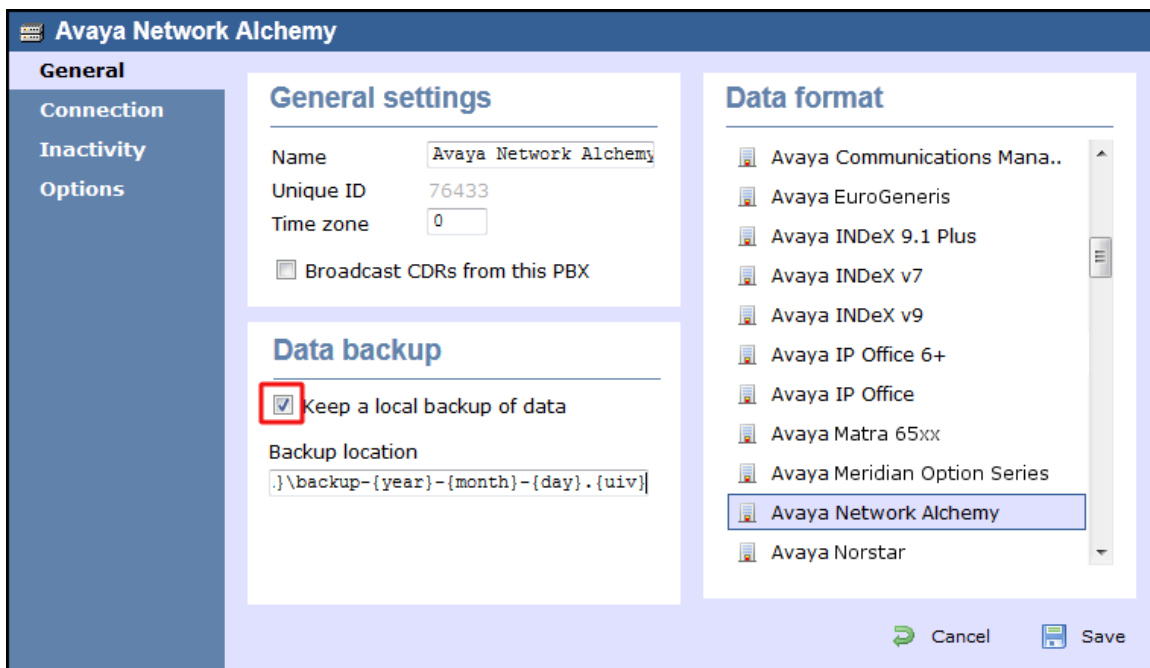 Avaya Network Alchemy
General
Connection
Inactivity
Options
General settings
Name
Avaya Network Alchemy
Unique ID
76433
Time zone
0
Broadcast CDRs from this PBX
Data backup
Keep a local backup of data
Backup location
.}\backup-{year}-{month}-{day}.{uiv}
Data format
Avaya Communications Mana..
Avaya EuroGeneris
Avaya INDeX 9.1 Plus
Avaya INDeX v7
Avaya INDeX v9
Avaya IP Office 6+
Avaya IP Office
Avaya Matra 65xx
Avaya Meridian Option Series
Avaya Network Alchemy
Avaya Norstar
Cancel
Save